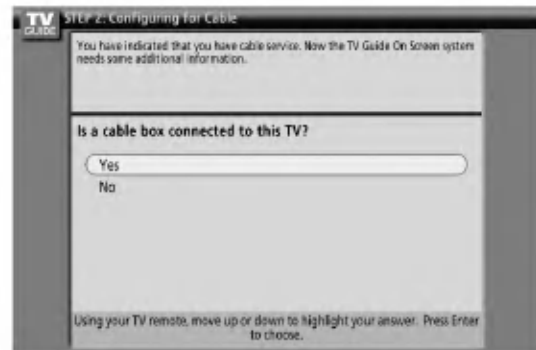 TV
GUIDE
STEP 2: Configuring for Cable
You have indicated that you have cable service. Now the TV Guide On Screen system
needs some additional information.
Is a cable box connected to this TV?
Yes
No
Using your TV remote, move up or down to highlight your answer. Press Enter
to choose.